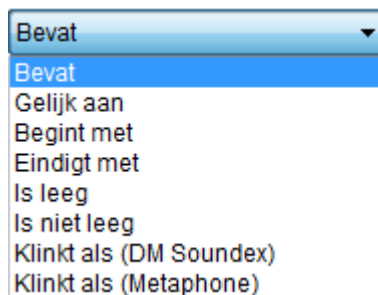 Bevat
Bevat
Gelijk aan
Begint met
Eindigt met
Is leeg
Is niet leeg
Klinkt als (DM Soundex)
Klinkt als (Metaphone)